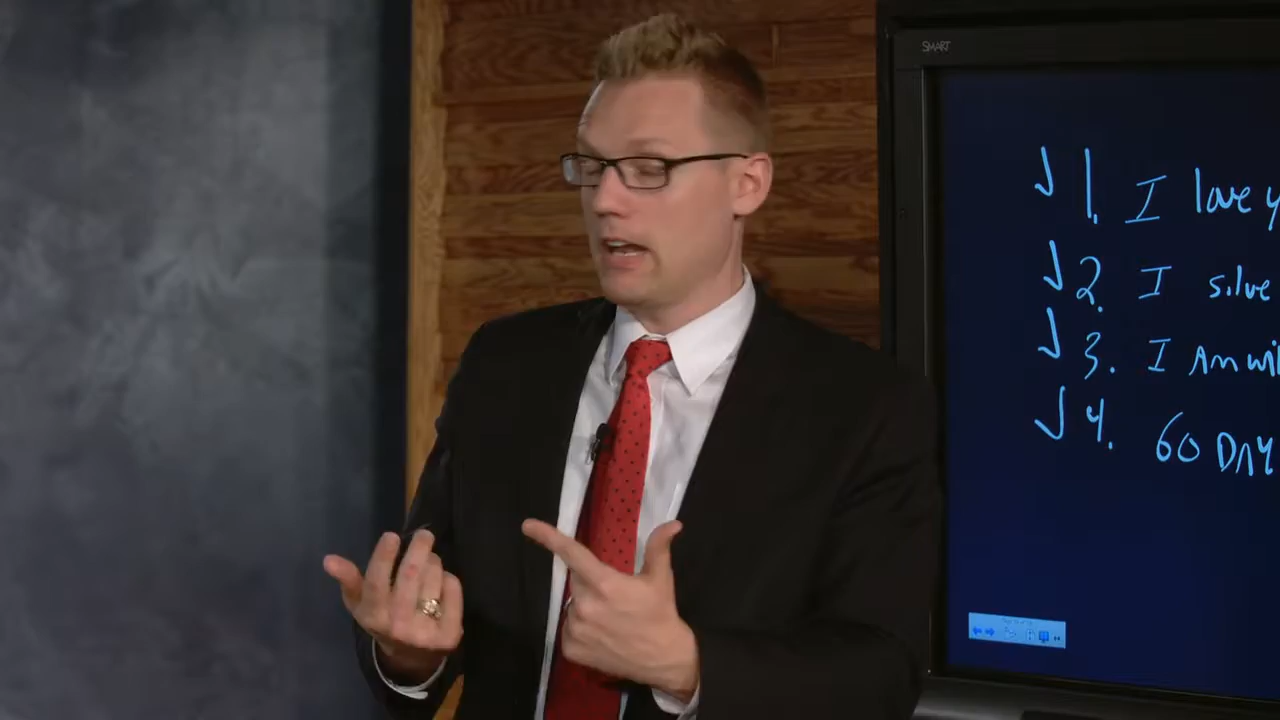 SMART
1. I love y
2. I silve
3. I Am wi
4. 60 DAY